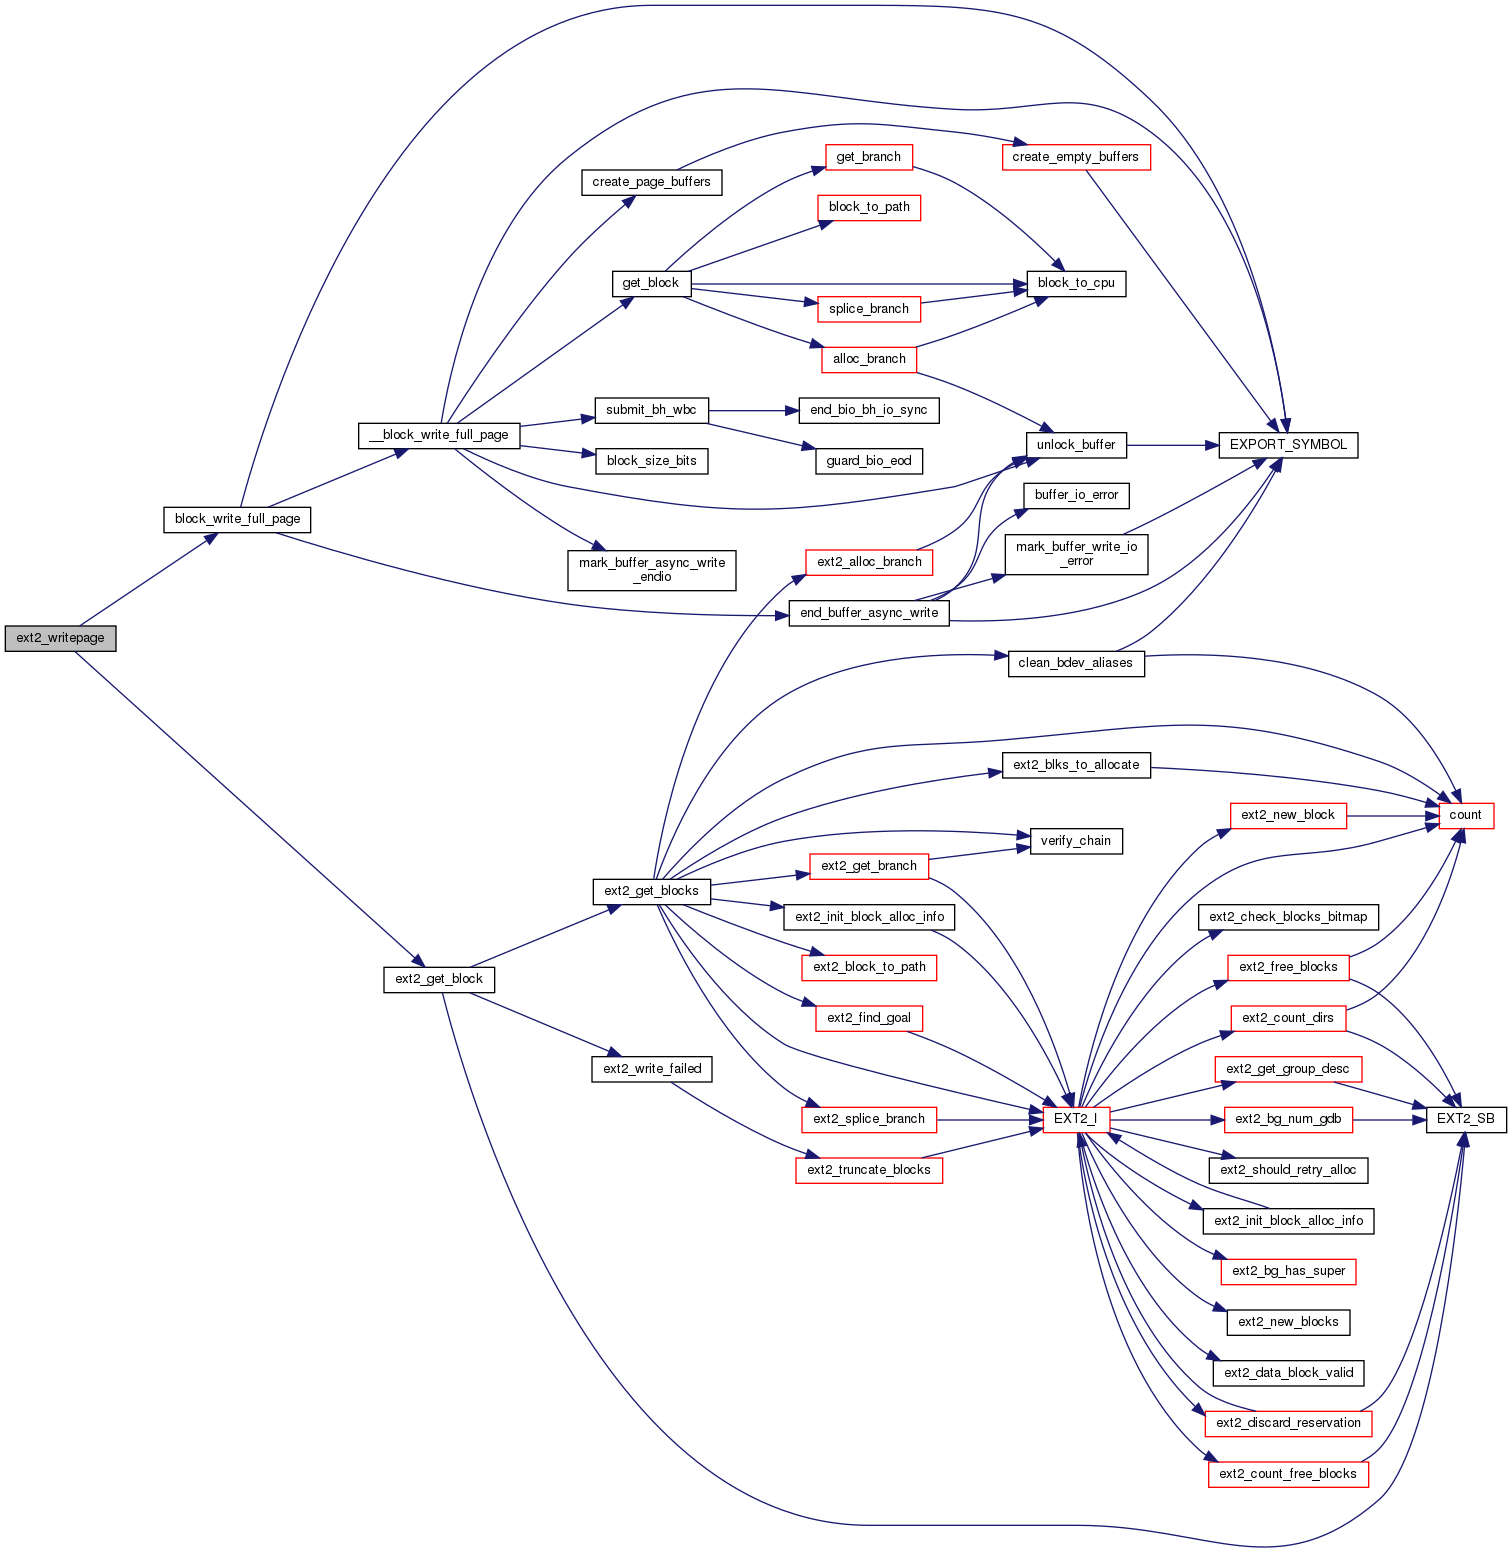 get_branch
create_empty_buffers
create_page_buffers
block_to_path
get_block
block_to_cpu
splice_branch
alloc_branch
submit_bh_wbc
end_bio_bh_io_sync
__block_write_full_page
unlock_buffer
EXPORT_SYMBOL
block_size_bits
guard_bio_eod
buffer_io_error
block_write_full_page
mark_buffer_write_io
_error
ext2_alloc_branch
mark_buffer_async_write
_endio
end_buffer_async_write
ext2_writepage
clean_bdev_aliases
ext2_blks_to_allocate
ext2_new_block
count
verify_chain
ext2_get_branch
ext2_get_blocks
ext2_init_block_alloc_info
ext2_check_blocks_bitmap
ext2_block_to_path
ext2_free_blocks
ext2_get_block
ext2_find_goal
ext2_count_dirs
ext2_write_failed
ext2_get_group_desc
ext2_splice_branch
EXT2_I
ext2_bg_num_gdb
EXT2_SB
ext2_truncate_blocks
ext2_should_retry_alloc
ext2_init_block_alloc_info
ext2_bg_has_super
ext2_new_blocks
ext2_data_block_valid
ext2_discard_reservation
ext2_count_free_blocks